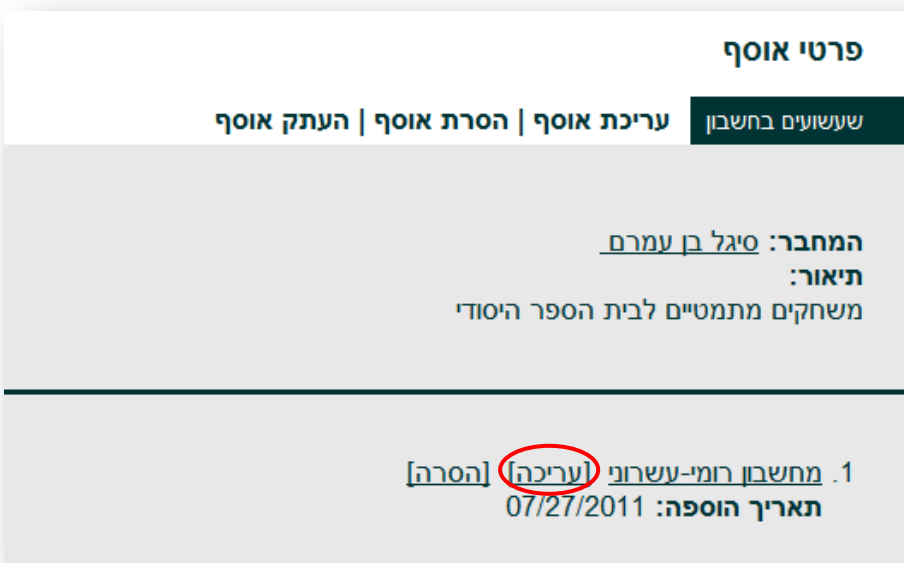 פרטי אוסף
שעשועים בחשבון עריכת אוסף | הסרת אוסף | העתק אוסף
המחבר: סיגל בן עמרם
תיאור:
משחקים מתמטיים לבית הספר היסודי
1. מחשבון רומי-עשרוני [עריכה] [הסרה]
תאריך הוספה: 07/27/2011